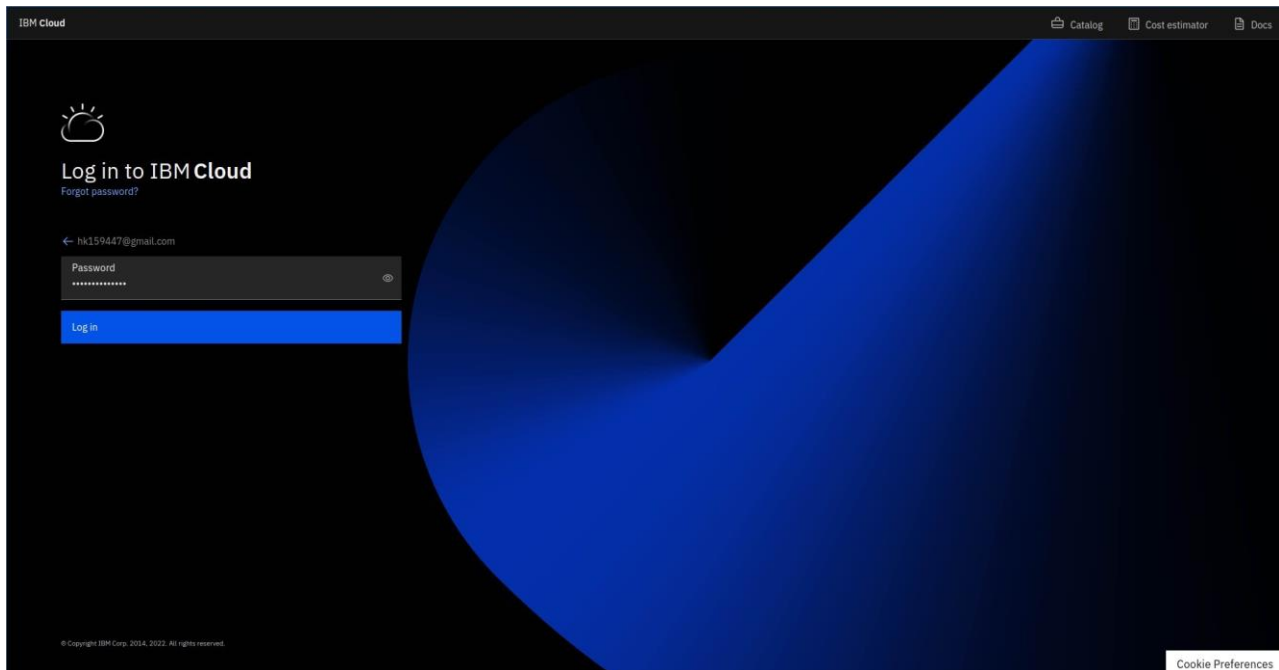 IBM Cloud
Catalog
Cost estimator
Docs
Log in to IBM Cloud
Forgot password?
← hk159447@gmail.com
Password
••••••••••••••
Log in
© Copyright IBM Corp. 2014, 2022. All rights reserved.
Cookie Preferences